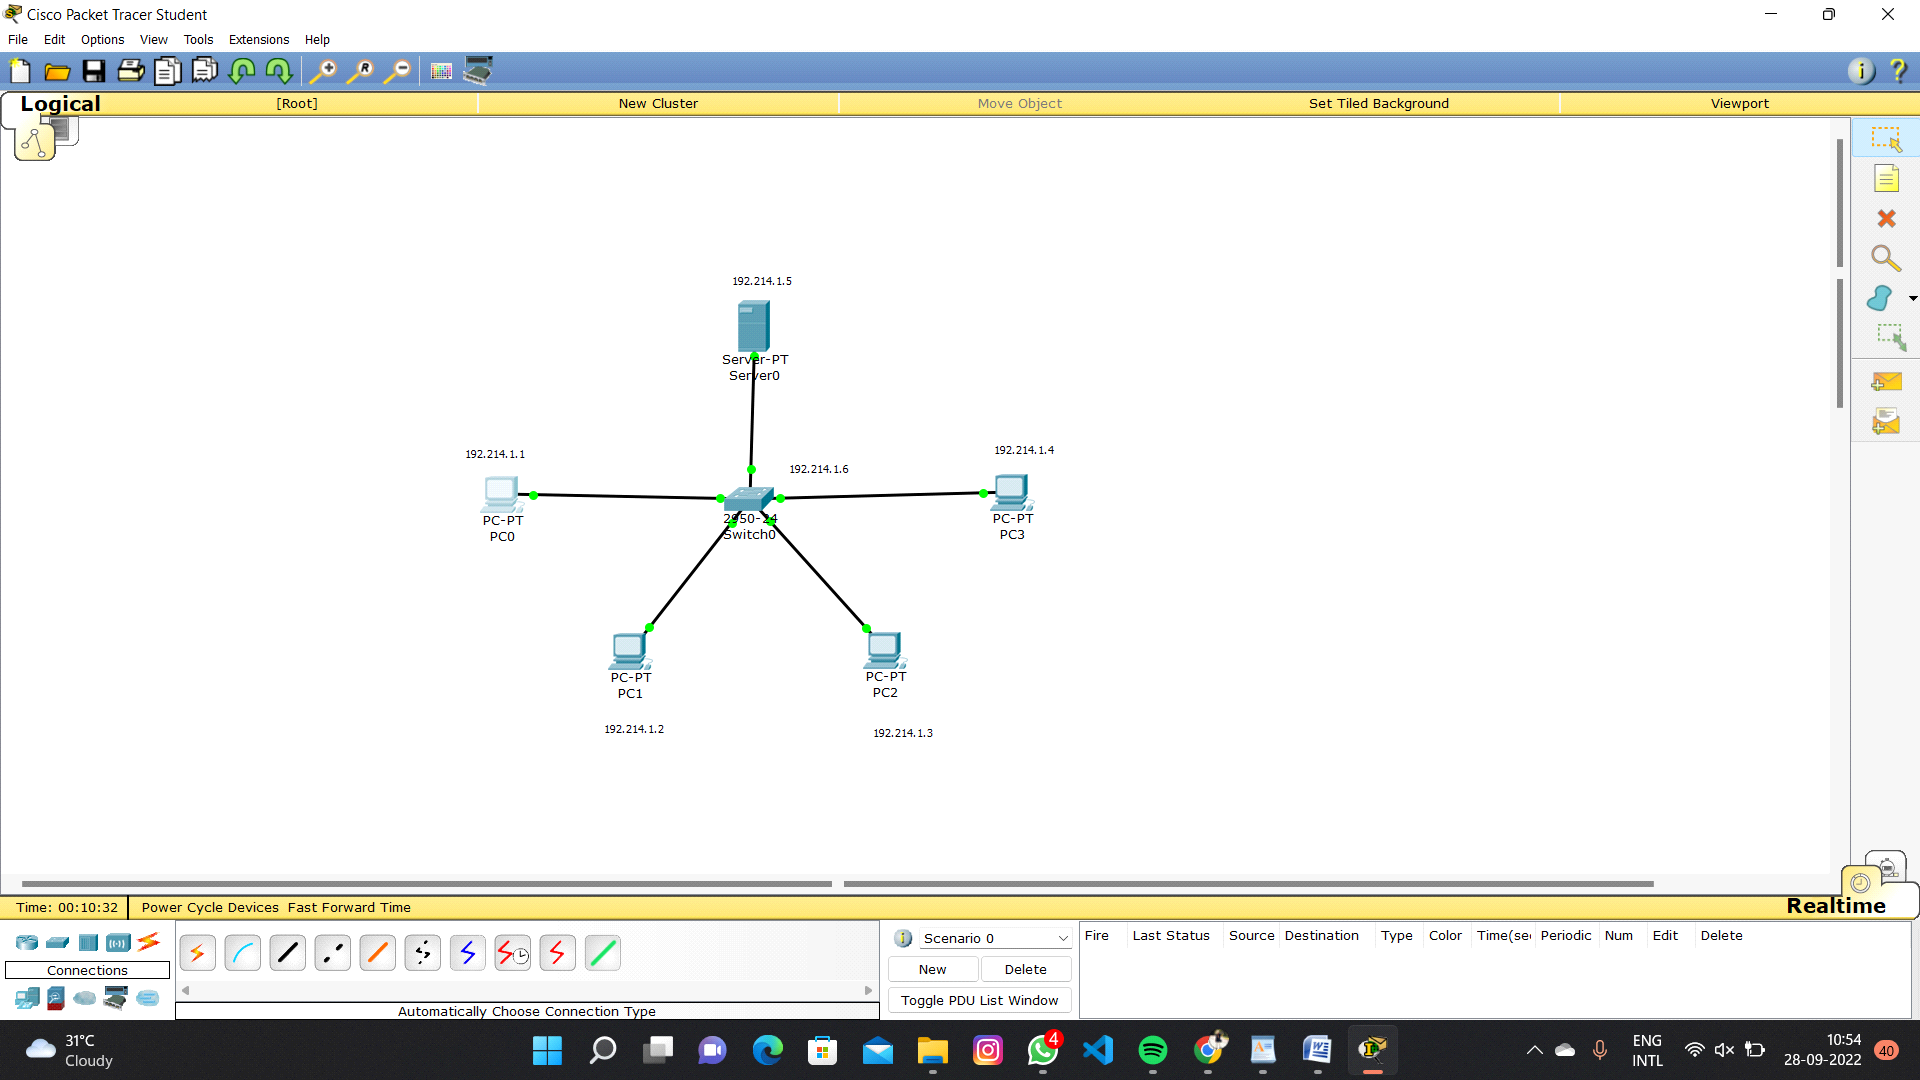 Cisco Packet Tracer Student
File Edit Options View Tools Extensions Help
Logical [Root] New Cluster Move Object Set Tiled Background Viewport
192.214.1.5
Server-PT
Server0
192.214.1.1
192.214.1.6
192.214.1.4
PC-PT
PC0
2950-24
Switch0
PC-PT
PC3
PC-PT
PC1
PC-PT
PC2
192.214.1.2
192.214.1.3
Time: 00:10:32 Power Cycle Devices Fast Forward Time Realtime
Connections
Automatically Choose Connection Type
Scenario 0
New Delete
Toggle PDU List Window
Fire Last Status Source Destination Type Color Time(sec Periodic Num Edit Delete
31°C
Cloudy
4
ENG
INTL
10:54
28-09-2022
40